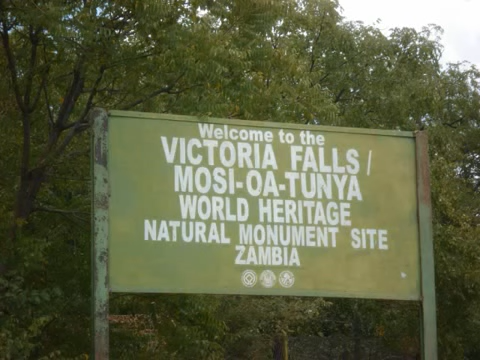 Welcome to the
VICTORIA FALLS /
MOSI-OA-TUNYA
WORLD HERITAGE
NATURAL MONUMENT SITE
ZAMBIA